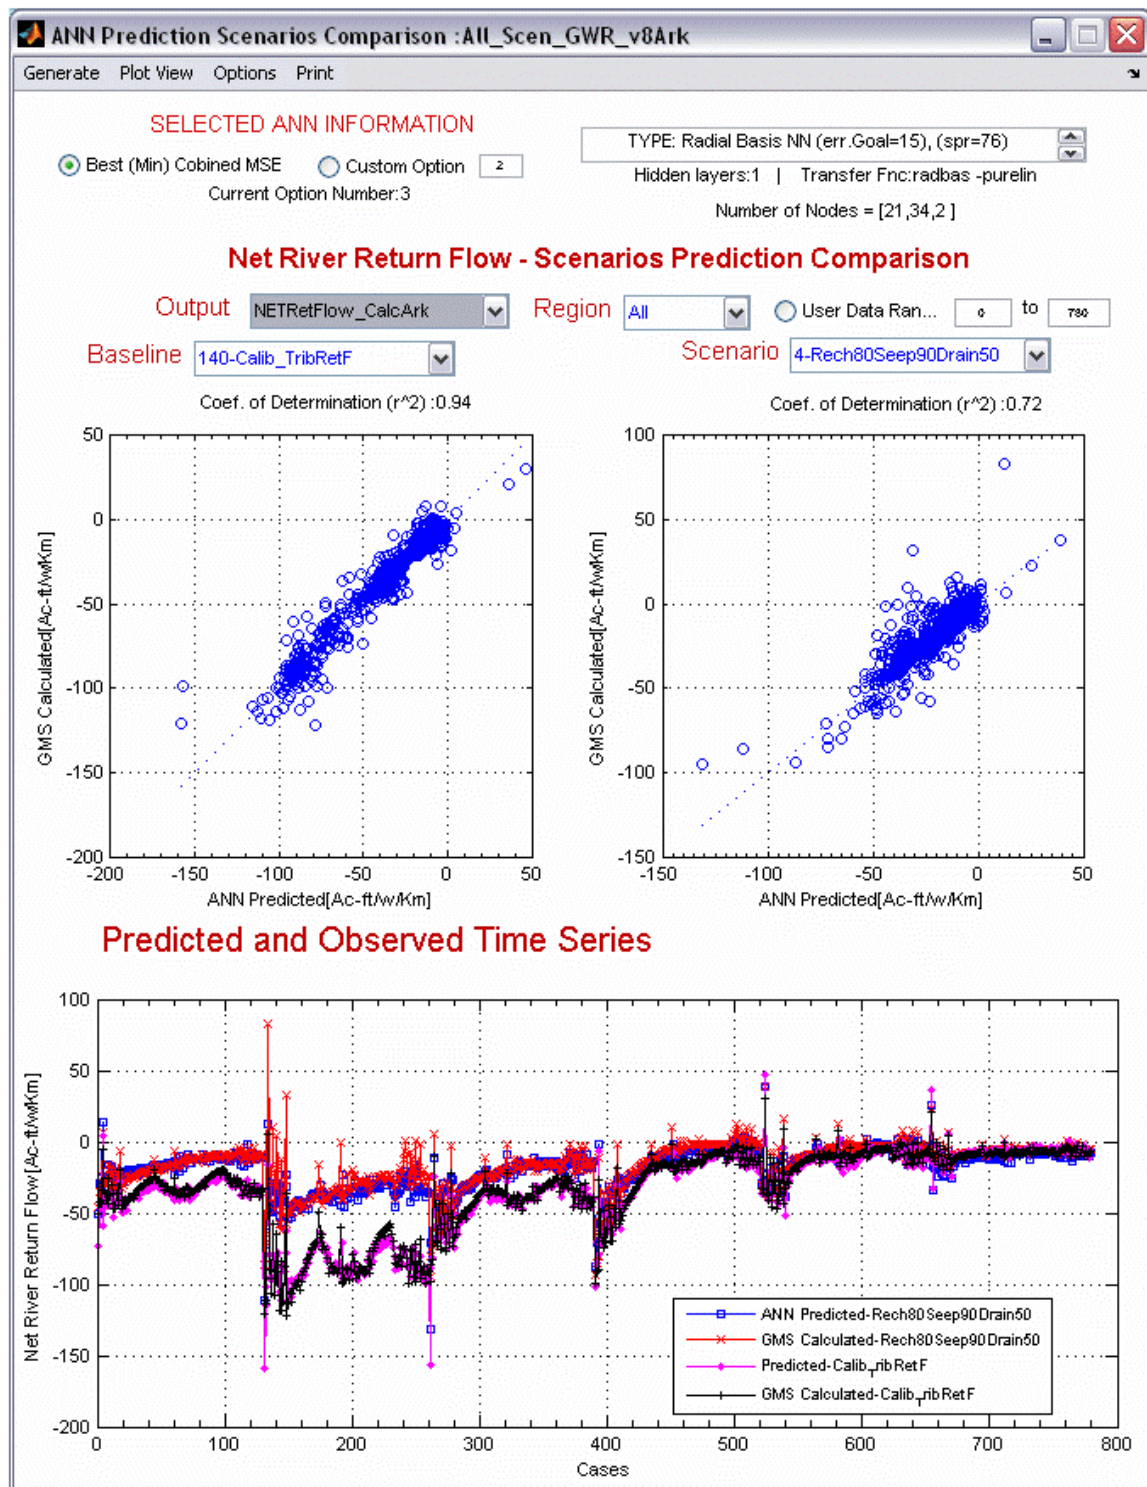 ANN Prediction Scenarios Comparison :All_Scen_GWR_v8Ark
Generate Plot View Options Print
SELECTED ANN INFORMATION
Best (Min) Cobined MSE Custom Option 2
Current Option Number:3
TYPE: Radial Basis NN (err.Goal=15), (spr=76)
Hidden layers:1 | Transfer Fnc:radbas -purelin
Number of Nodes = [21,34,2 ]
Net River Return Flow - Scenarios Prediction Comparison
Output NETRetFlow_CalcArk Region All User Data Ran... 0 to 780
Baseline 140-Calib_TribRetF Scenario 4-Rech80Seep90Drain50
Coef. of Determination (r^2) :0.94
50
0
-50
-100
-150
-200
GMS Calculated[Ac-ft/w/Km]
-200 -150 -100 -50 0 50
ANN Predicted[Ac-ft/w/Km]
Coef. of Determination (r^2) :0.72
100
50
0
-50
-100
-150
GMS Calculated[Ac-ft/w/Km]
-150 -100 -50 0 50
ANN Predicted[Ac-ft/w/Km]
Predicted and Observed Time Series
100
50
0
-50
-100
-150
-200
Net River Return Flow[Ac-ft/w/Km]
0 100 200 300 400 500 600 700 800
Cases
ANN Predicted-Rech80Seep90Drain50
GMS Calculated-Rech80Seep90Drain50
Predicted-Calib_TribRetF
GMS Calculated-Calib_TribRetF